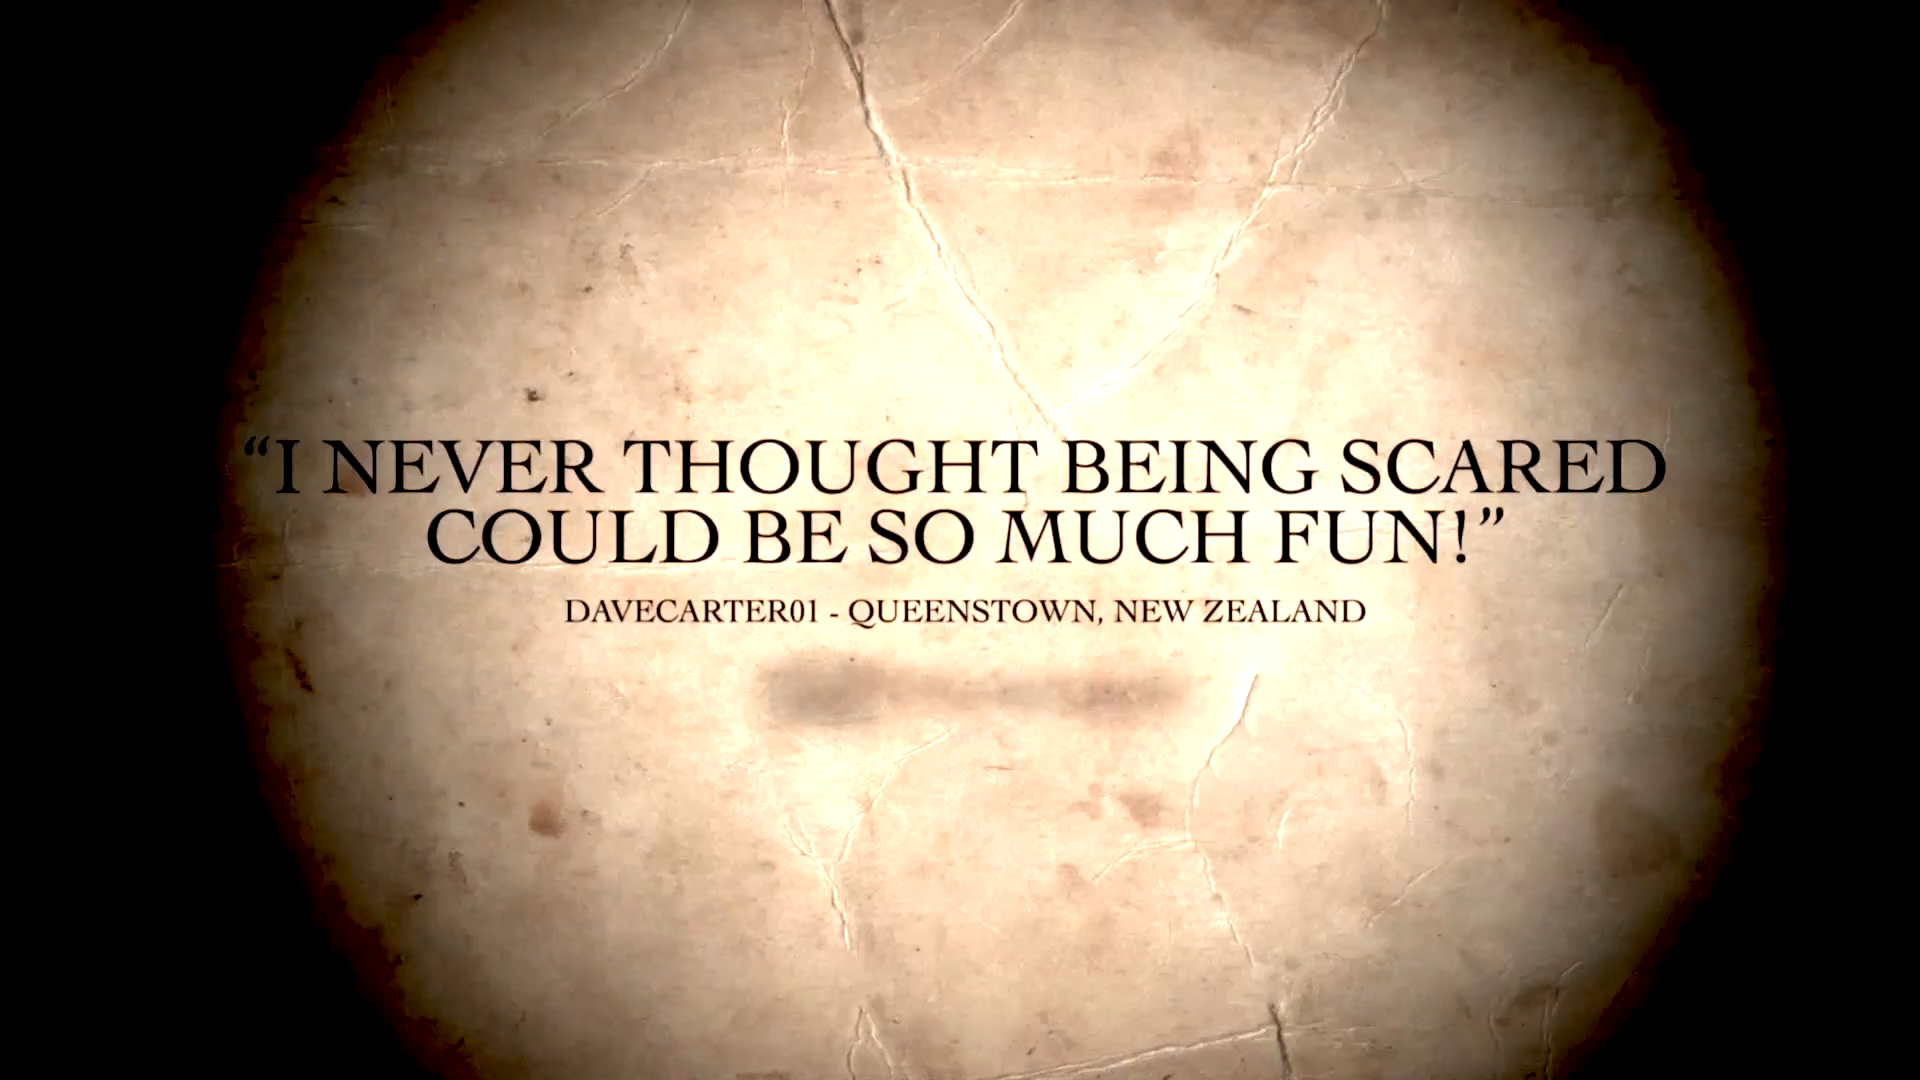 “I NEVER THOUGHT BEING SCARED
COULD BE SO MUCH FUN!”
DAVECARTER01 - QUEENSTOWN, NEW ZEALAND